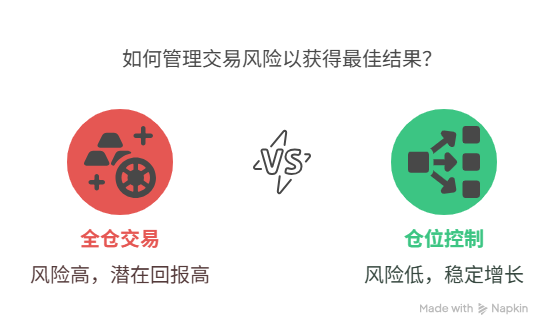 如何管理交易风险以获得最佳结果？
VS
全仓交易
仓位控制
风险高，潜在回报高
风险低，稳定增长
Made with Napkin